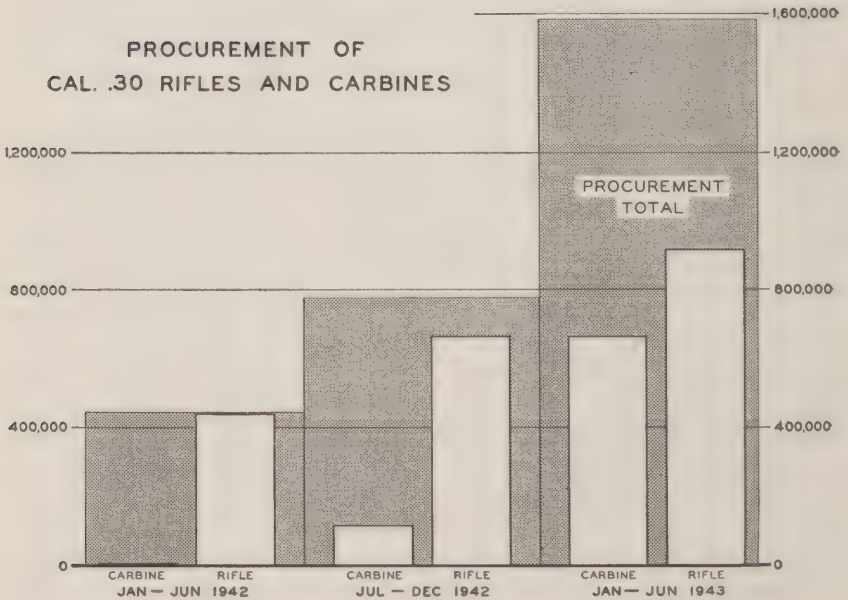 1,600,000
PROCUREMENT OF
CAL. .30 RIFLES AND CARBINES
1,200,000
1,200,000
PROCUREMENT
TOTAL
800,000
800,000
400,000
400,000
0
0
CARBINE RIFLE CARBINE RIFLE CARBINE RIFLE
JAN — JUN 1942 JUL — DEC 1942 JAN — JUN 1943